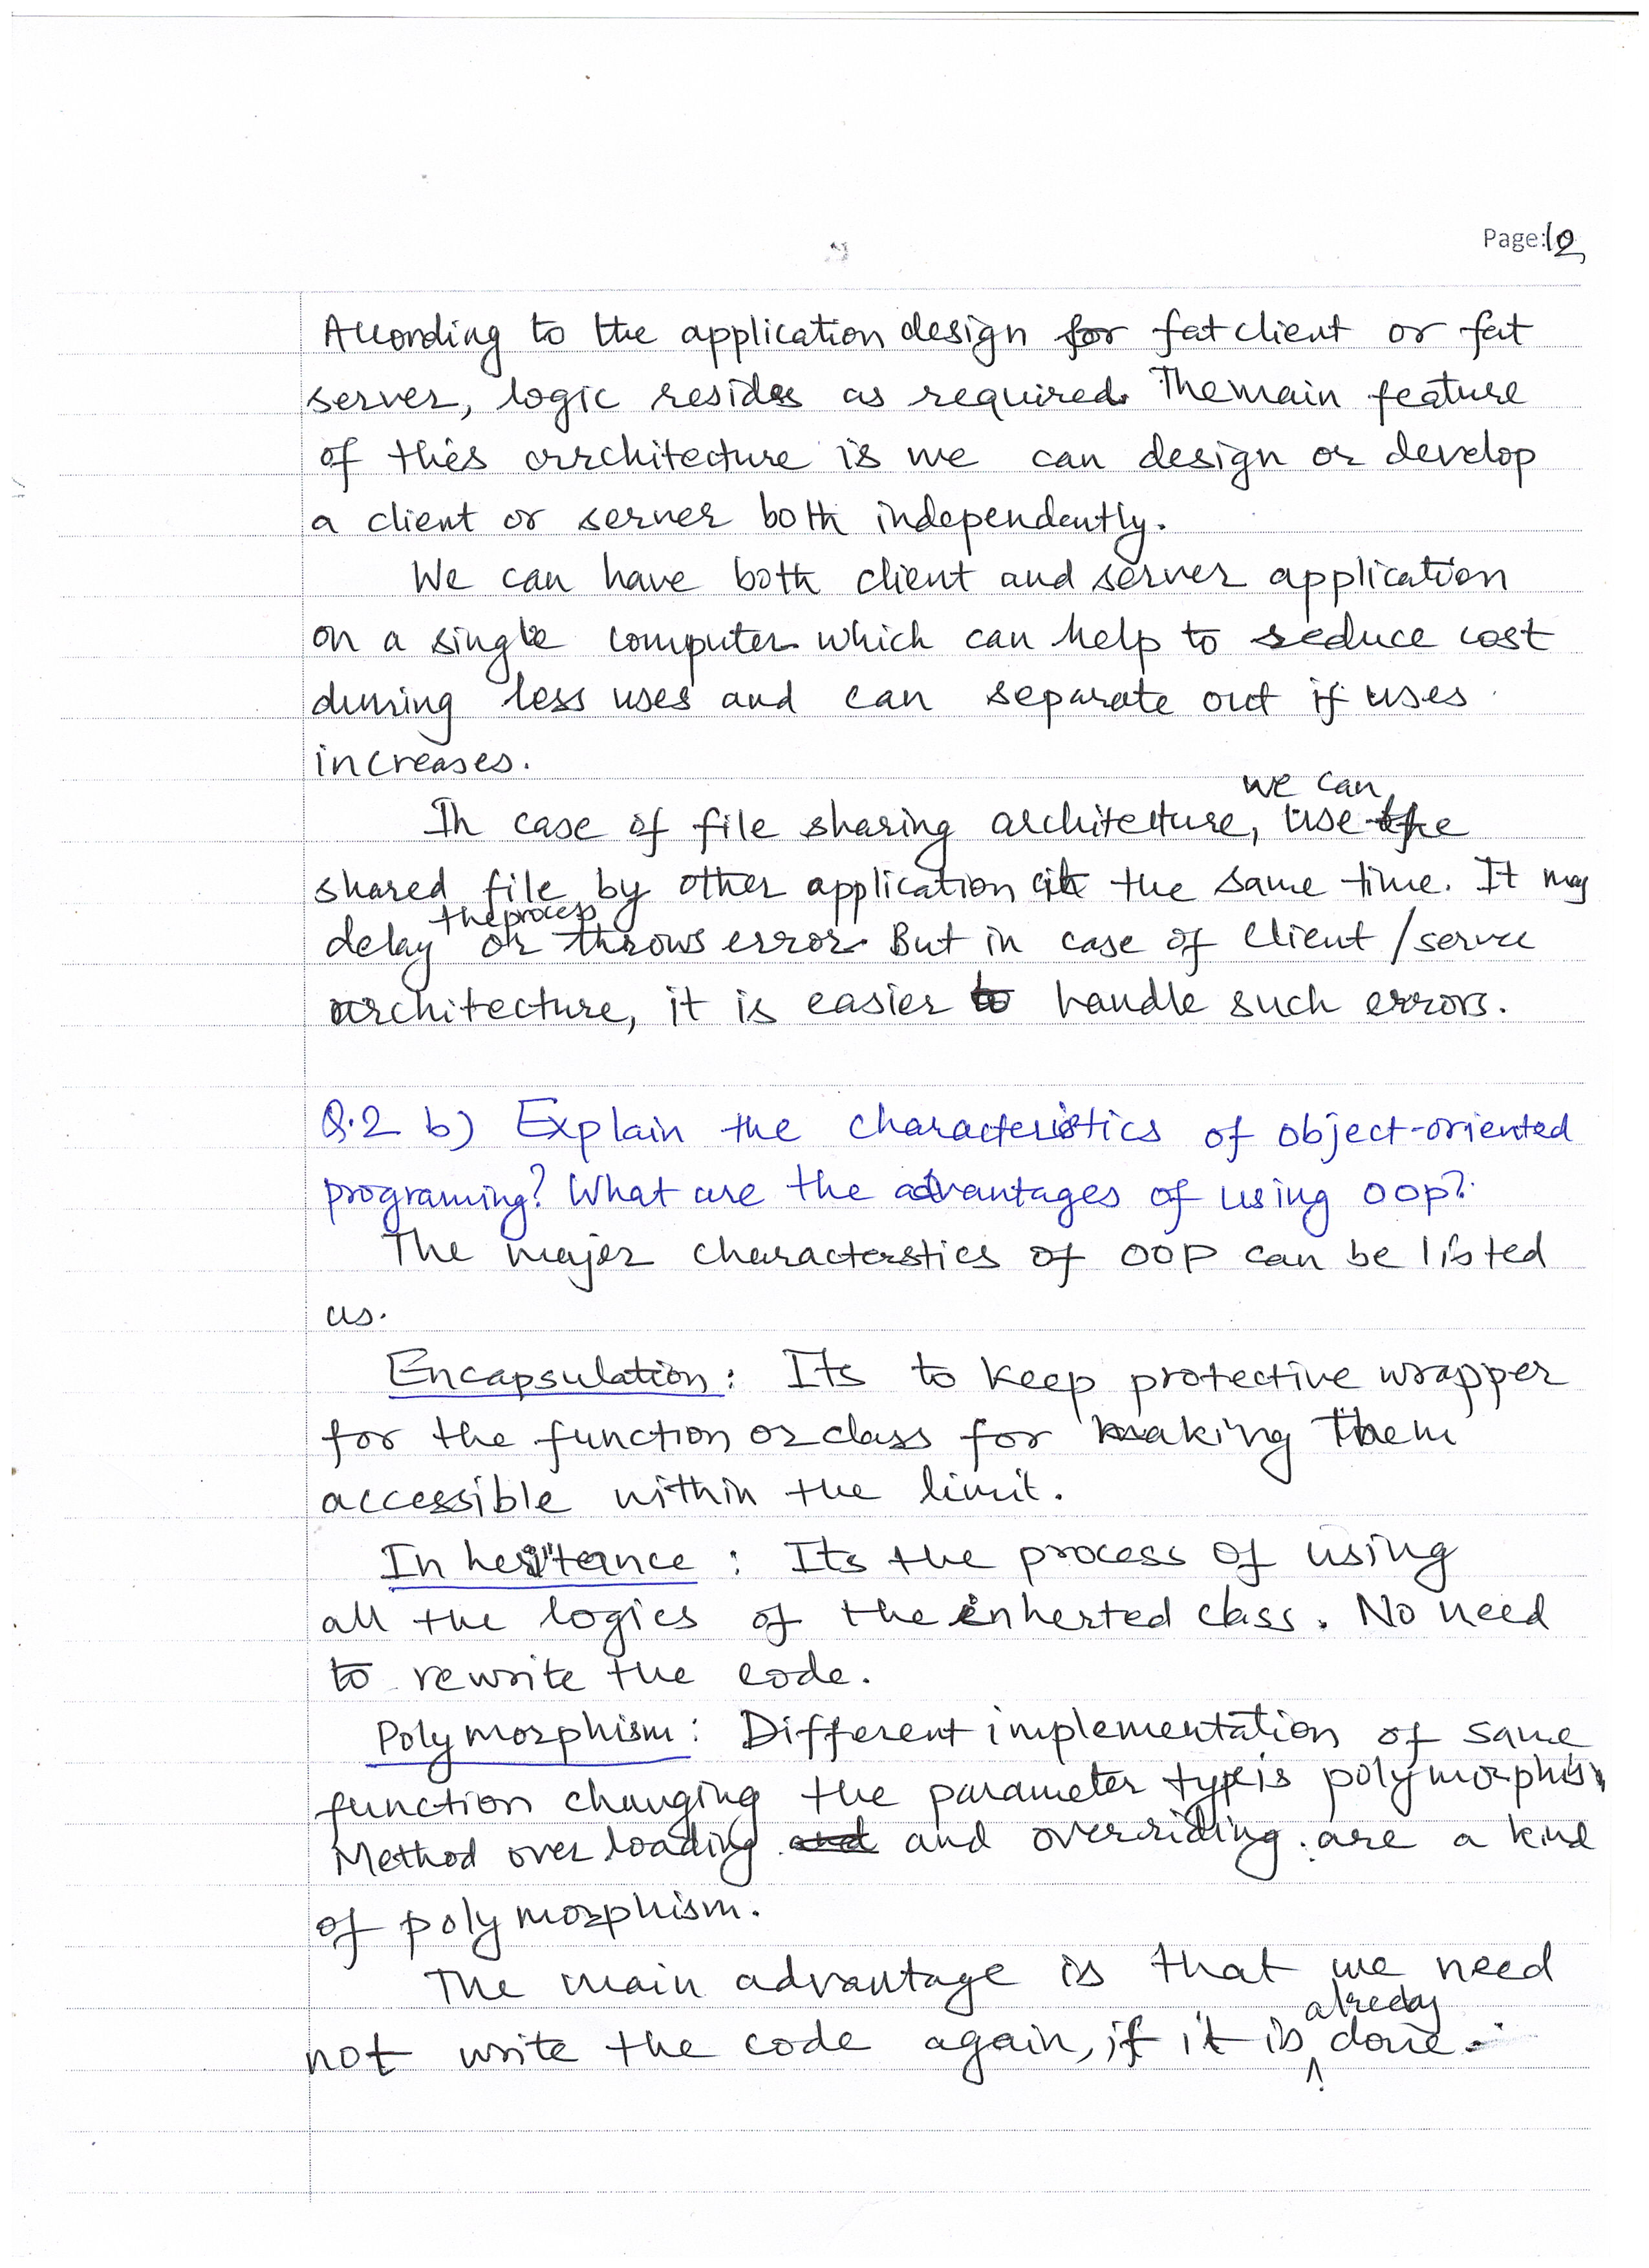 Page:12
According to the application design for fat client or fat
server, logic resides as required. The main feature
of this arrchitecture is we can design or develop
a client or server both independently.
We can have both client and server application
on a single computer which can help to reduce cost
during less uses and can separate out if uses
increases.
we can
In case of file sharing architecture, use the
shared file by other application at the same time. It may
the process
delay or throws error. But in case of client/server
architecture, it is easier to handle such errors.
Q.2 b) Explain the characteristics of object-oriented
programing? What are the advantages of using oop?
The major characterstics of OOP can be listed
as.
Encapsulation: Its to keep protective wrapper
for the function or class for making them
accessible within the limit.
Inheritance: Its the process of using
all the logics of the inherted class. No need
to rewrite the code.
Polymorphism: Different implementation of same
function changing the parameter type is polymorphism
Method overloading and overriding are a kind
of polymorphism.
The main advantage is that we need
already
not write the code again, if it is done.